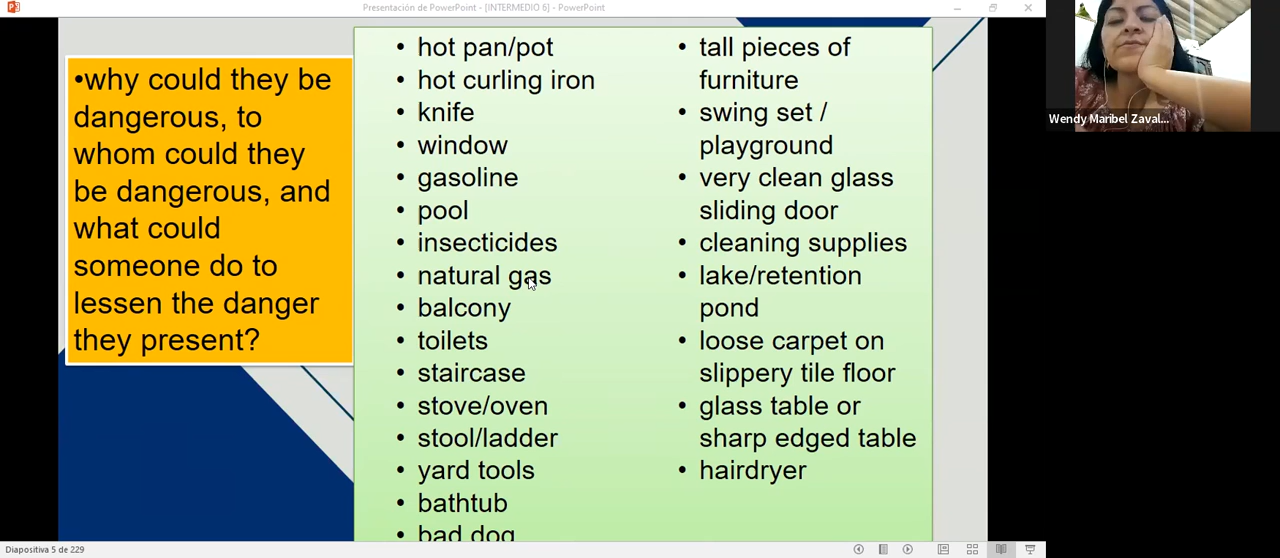 Presentación de PowerPoint - [INTERMEDIO 6] - PowerPoint
•why could they be
dangerous, to
whom could they
be dangerous, and
what could
someone do to
lessen the danger
they present?
• hot pan/pot
• hot curling iron
• knife
• window
• gasoline
• pool
• insecticides
• natural gas
• balcony
• toilets
• staircase
• stove/oven
• stool/ladder
• yard tools
• bathtub
• bad dog
• tall pieces of
furniture
• swing set /
playground
• very clean glass
sliding door
• cleaning supplies
• lake/retention
pond
• loose carpet on
slippery tile floor
• glass table or
sharp edged table
• hairdryer
Wendy Maribel Zaval...
Diapositiva 5 de 229